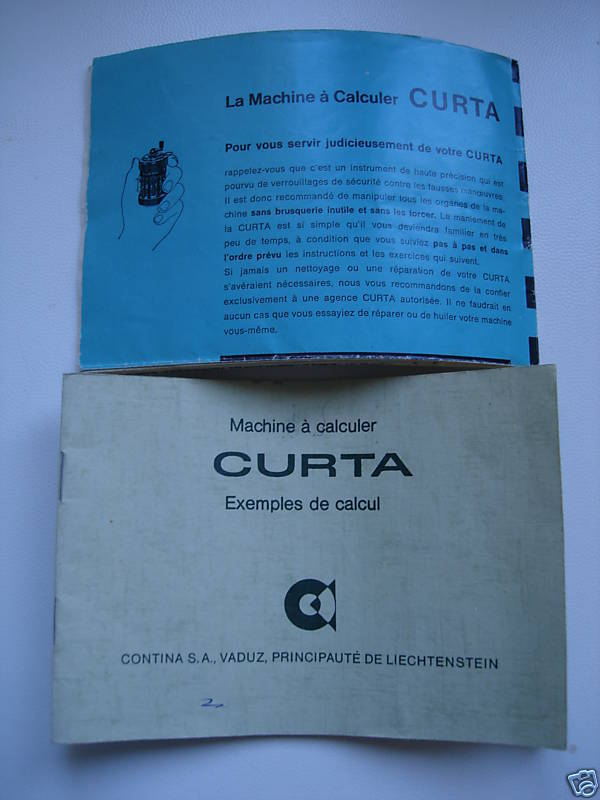 La Machine à Calculer CURTA
Pour vous servir judicieusement de votre CURTA
rappelez-vous que c'est un instrument de haute précision qui est
pourvu de verrouillages de sécurité contre les fausses manœuvres.
Il est donc recommandé de manipuler tous les organes de la ma-
chine sans brusquerie inutile et sans les forcer. Le maniement de
la CURTA est si simple qu'il vous deviendra familier en très
peu de temps, à condition que vous suiviez pas à pas et dans
l'ordre prévu les instructions et les exercices qui suivent.
Si jamais un nettoyage ou une réparation de votre CURTA
s'avéraient nécessaires, nous vous recommandons de la confier
exclusivement à une agence CURTA autorisée. Il ne faudrait en
aucun cas que vous essayiez de réparer ou de huiler votre machine
vous-même.
Machine à calculer
CURTA
Exemples de calcul
CONTINA S.A., VADUZ, PRINCIPAUTÉ DE LIECHTENSTEIN
2